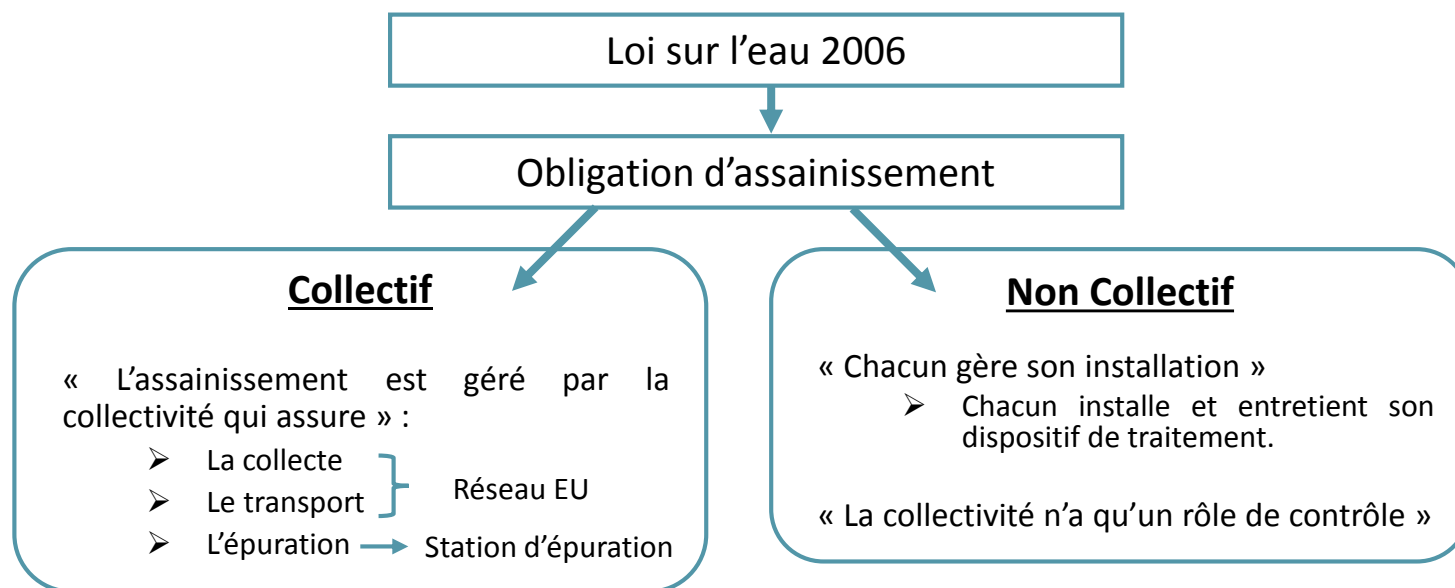 Loi sur l’eau 2006
Obligation d’assainissement
Collectif
« L’assainissement est géré par la
collectivité qui assure » :
➢ La collecte
➢ Le transport
Réseau EU
➢ L’épuration
Station d’épuration
Non Collectif
« Chacun gère son installation »
➢ Chacun installe et entretient son
dispositif de traitement.
« La collectivité n’a qu’un rôle de contrôle »